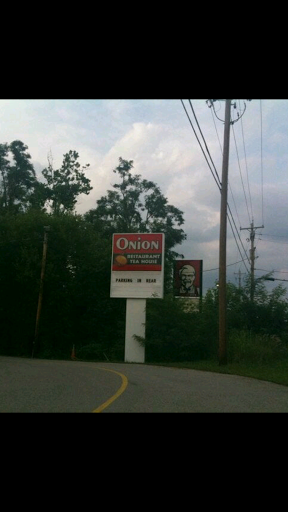 ONION
RESTAURANT
TEA HOUSE
PARKING IN REAR